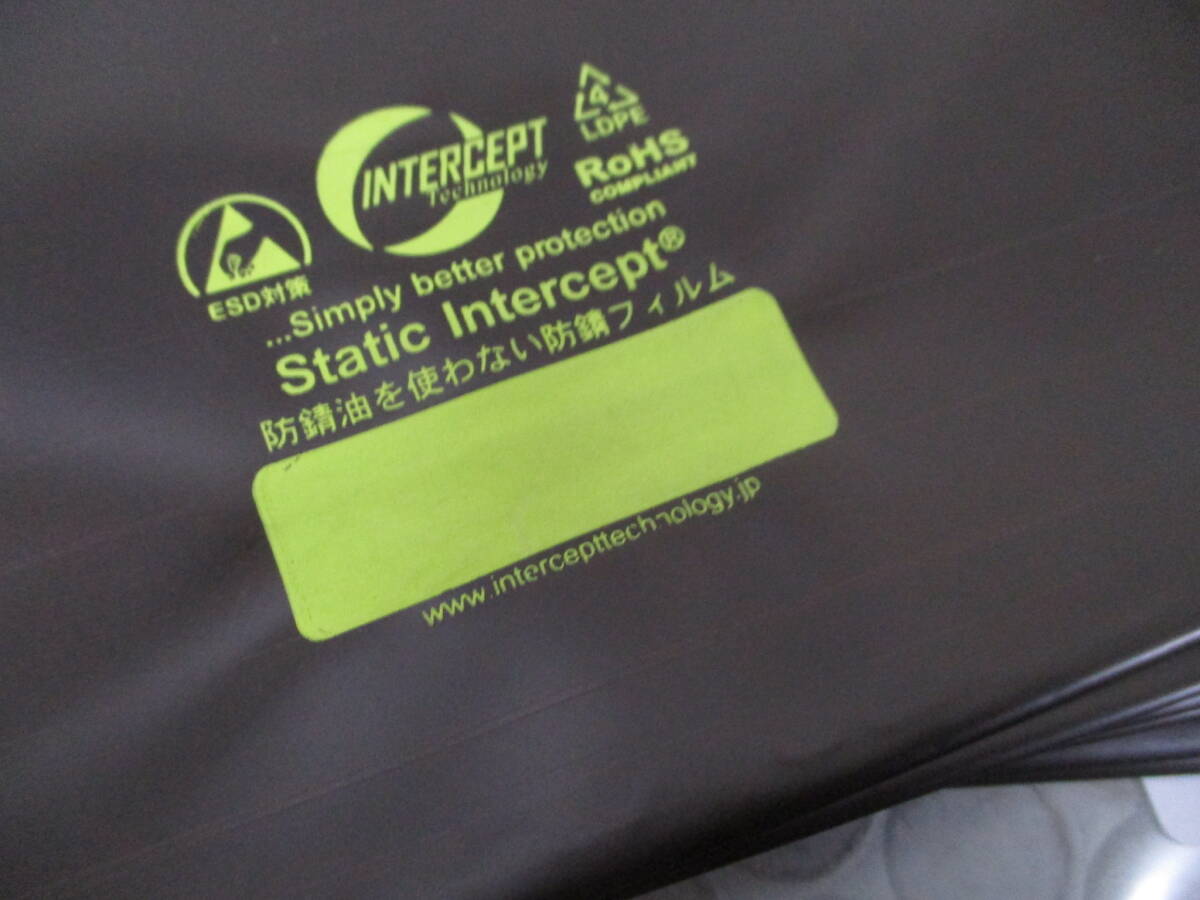 INTERCEPT
Technology
4
LDPE
RoHS
COMPLIANT
ESD対策
...Simply better protection
Static Intercept®
防錆油を使わない防錆フィルム
www.intercepttechnology.jp